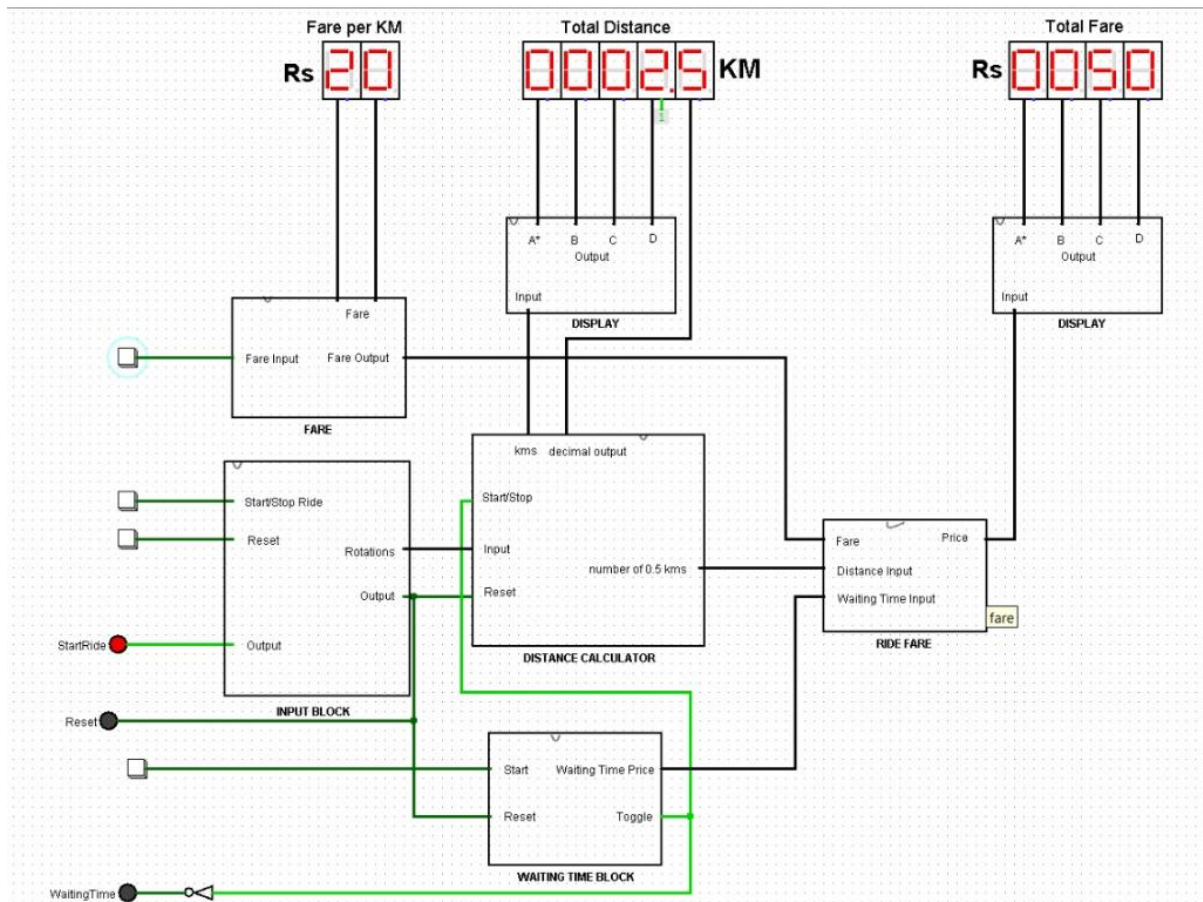 Fare per KM
Total Distance
Total Fare
Rs 20
0002.5 KM
Rs 0050
A* B C D
Output
Input
DISPLAY
A* B C D
Output
Input
DISPLAY
Fare
Fare Input
Fare Output
FARE
kms decimal output
Start/Stop
Input
Reset
number of 0.5 kms
DISTANCE CALCULATOR
Start/Stop Ride
Reset
Rotations
Output
StartRide
Output
INPUT BLOCK
Reset
Fare
Price
Distance Input
Waiting Time Input
fare
RIDE FARE
Start
Waiting Time Price
Reset
Toggle
WAITING TIME BLOCK
WaitingTime